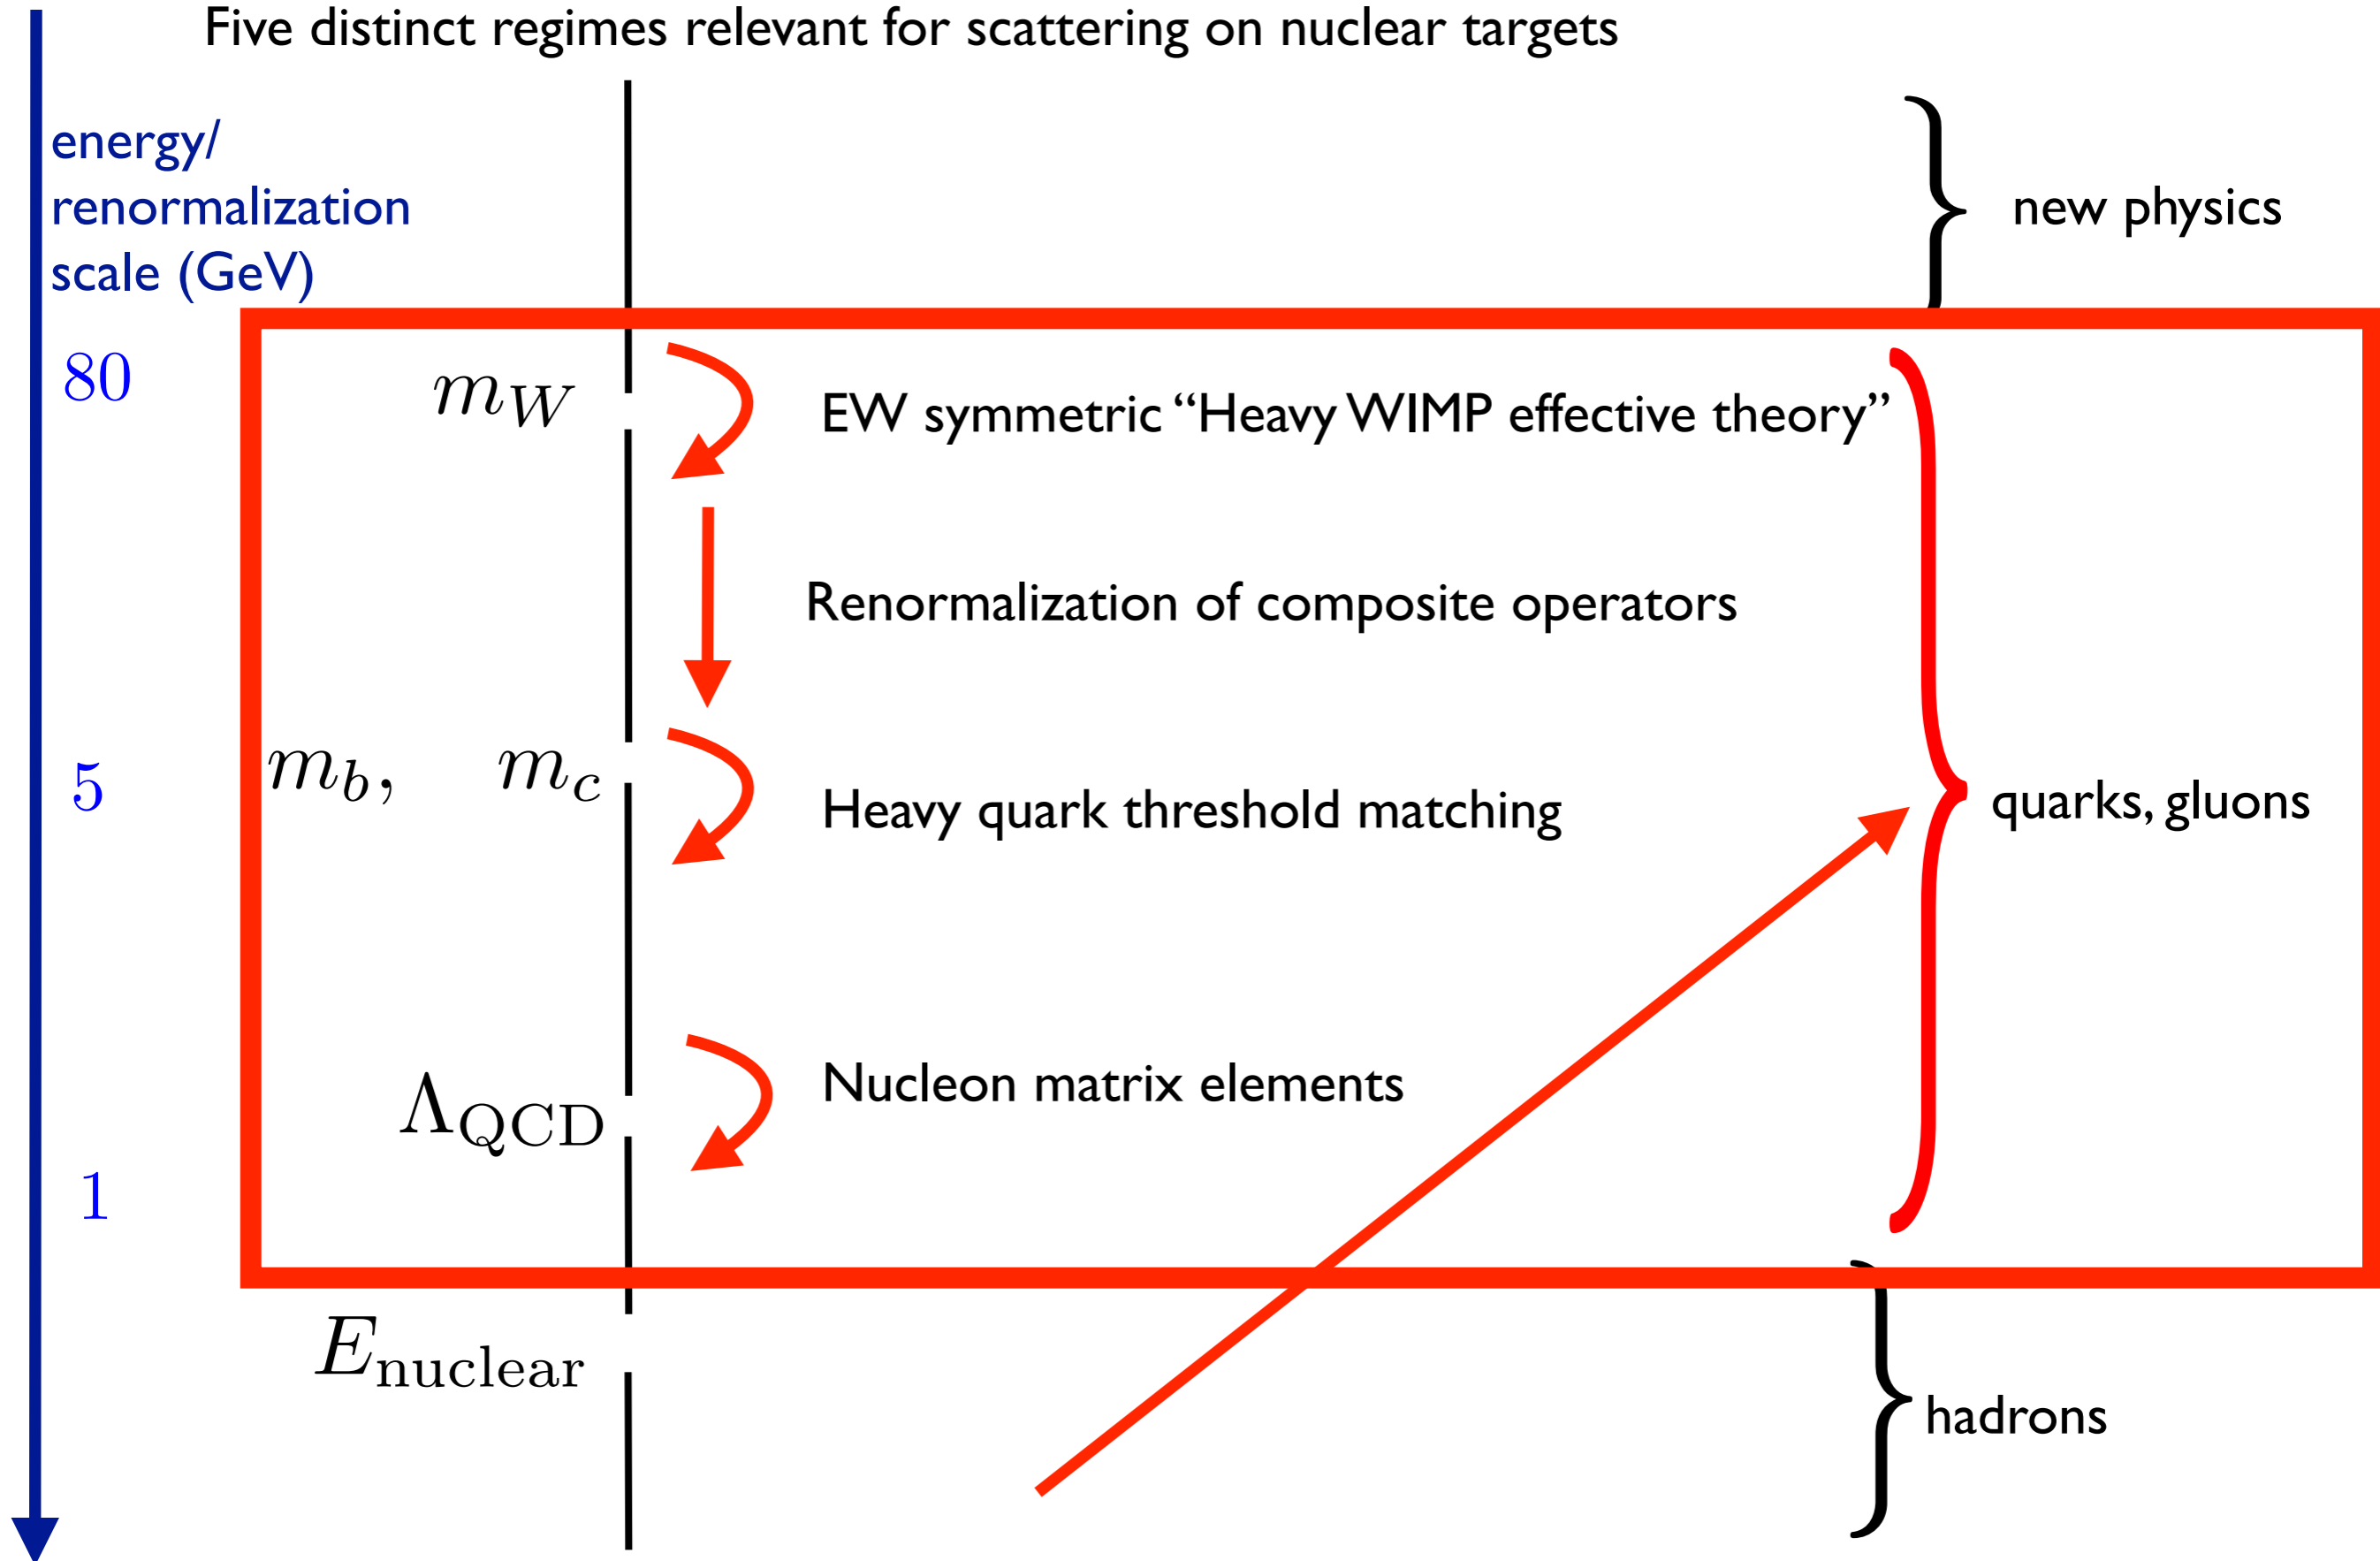 Five distinct regimes relevant for scattering on nuclear targets
energy/
renormalization
scale (GeV)
new physics
80
m_W
EW symmetric “Heavy WIMP effective theory”
Renormalization of composite operators
5
m_b, m_c
Heavy quark threshold matching
quarks, gluons
Λ_QCD
Nucleon matrix elements
1
E_nuclear
hadrons